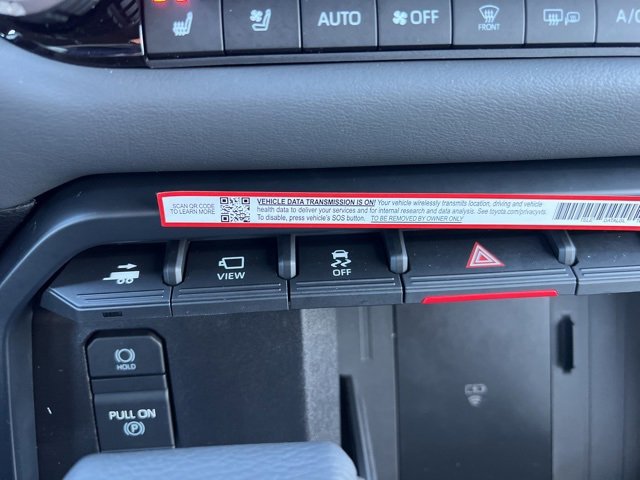 AUTO
OFF
FRONT
A/C
SCAN QR CODE
TO LEARN MORE
VEHICLE DATA TRANSMISSION IS ON! Your vehicle wirelessly transmits location, driving and vehicle
health data to deliver your services and for internal research and data analysis. See toyota.com/privacyvts.
To disable, press vehicle's SOS button. TO BE REMOVED BY OWNER ONLY
VIEW
OFF
HOLD
PULL ON
(P)